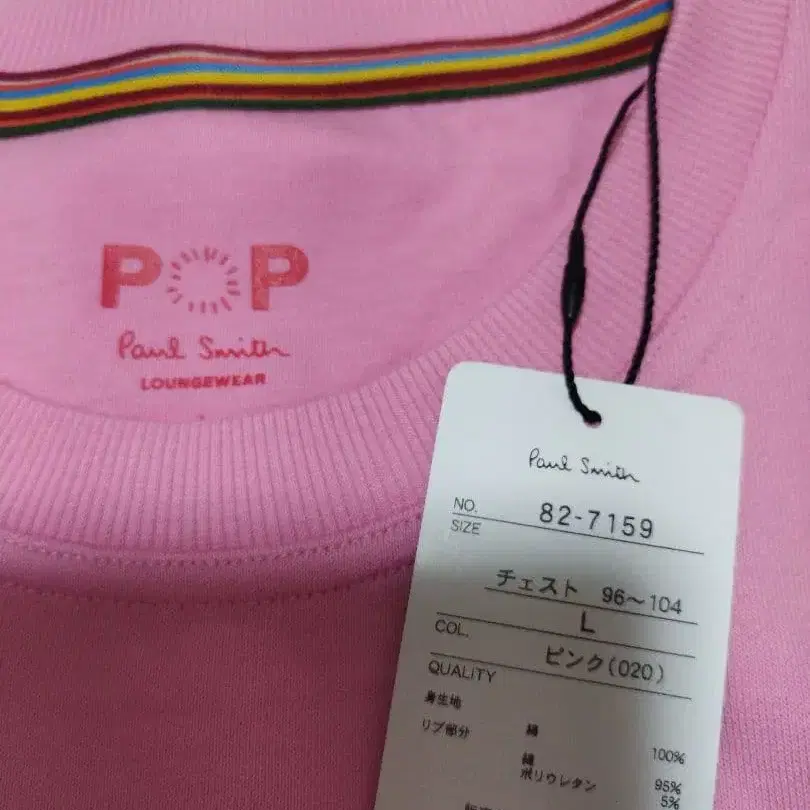 POP
Paul Smith
LOUNGEWEAR
Paul Smith
NO. 82-7159
SIZE
チェスト 96～104
L
COL. ピンク(020)
QUALITY
身生地
綿 100%
リブ部分
綿 95%
ポリウレタン 5%